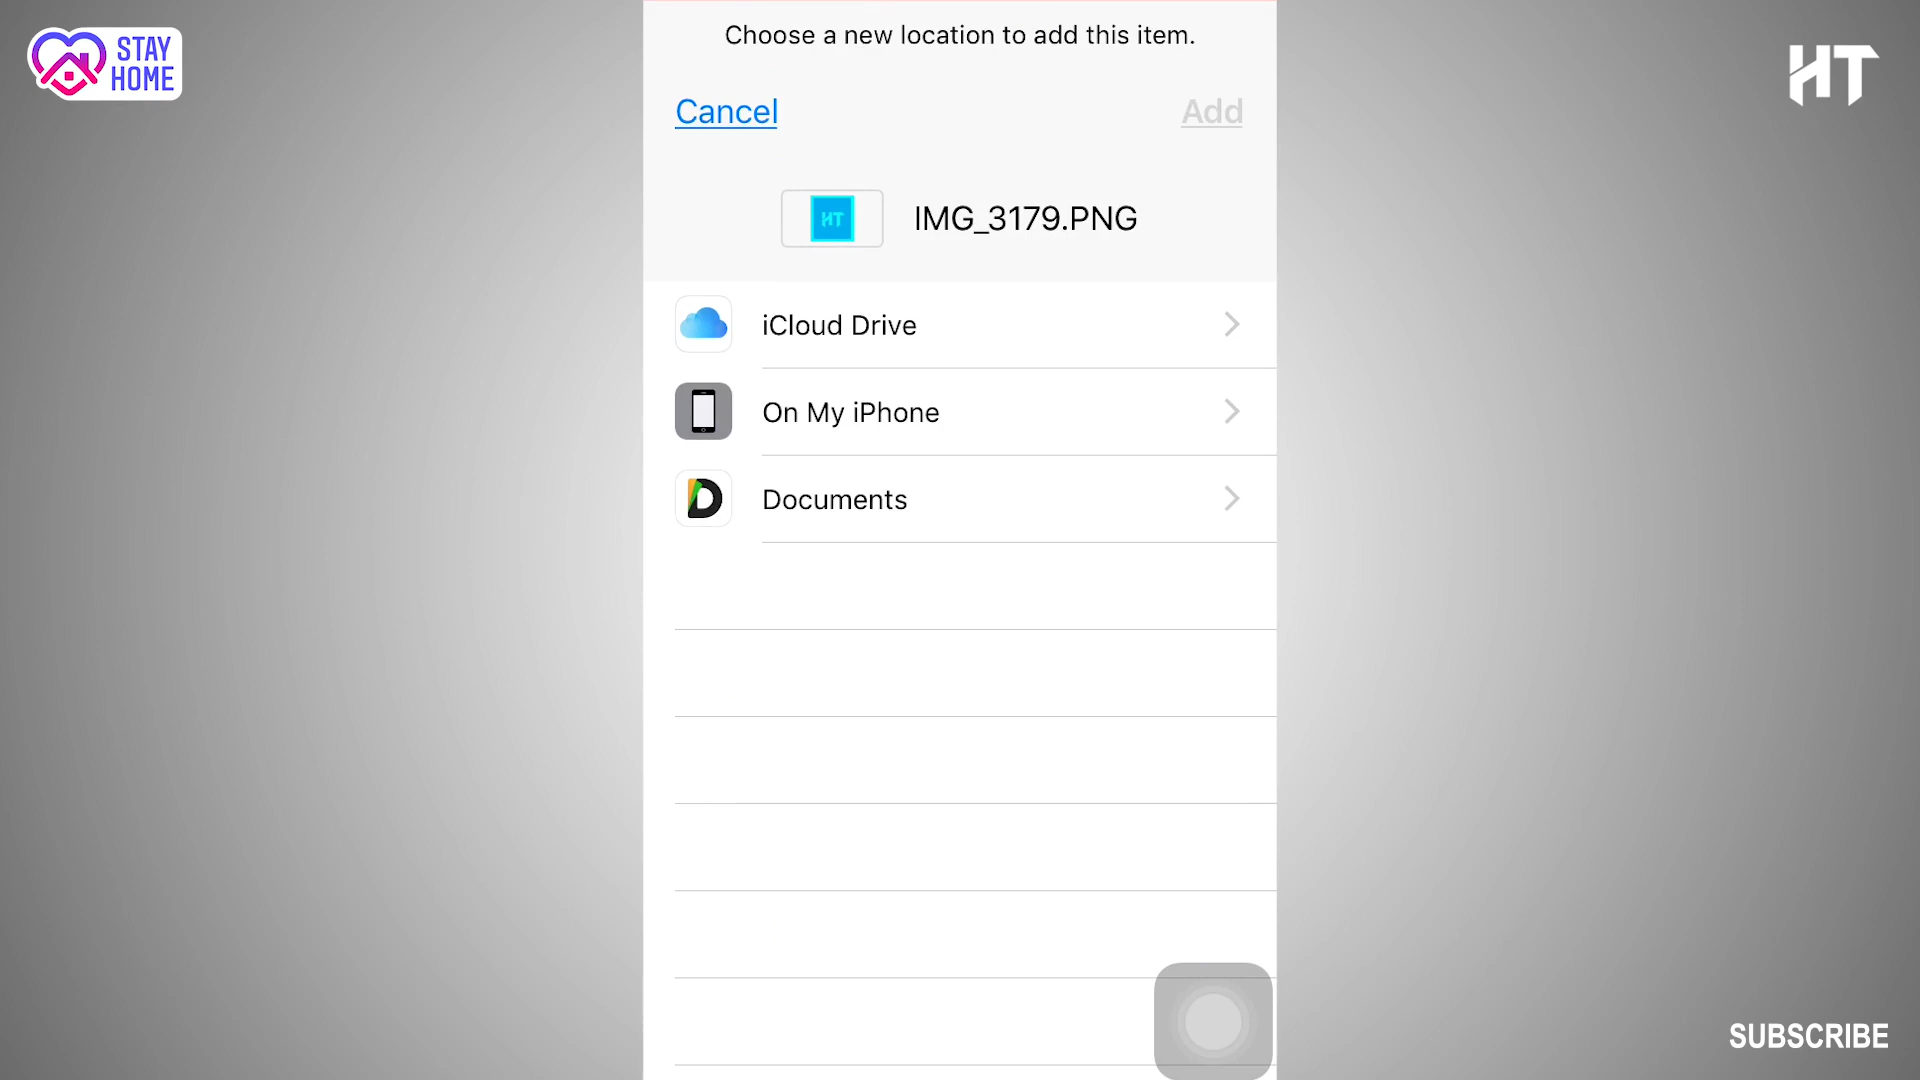 STAY
HOME
HT
Choose a new location to add this item.
Cancel
Add
HT
IMG_3179.PNG
iCloud Drive
On My iPhone
Documents
SUBSCRIBE